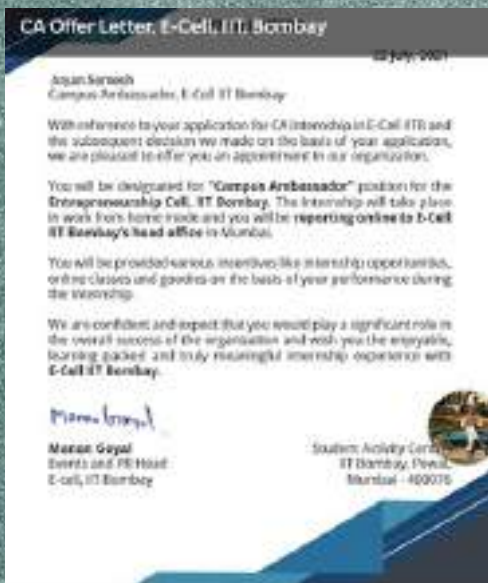 CA Offer Letter, E-Cell, IIT Bombay
22 July, 2021
Campus Ambassador, E-Cell IIT Bombay
With reference to your application for CA Internship in E-Cell IITB and
the subsequent decision we made on the basis of your application,
we are pleased to offer you an appointment in our organization.
You will be designated for "Campus Ambassador" position for the
Entrepreneurship Cell, IIT Bombay. The Internship will take place
in work from home mode and you will be reporting online to E-Cell
IIT Bombay's head office in Mumbai.
You will be provided various incentives like internship opportunities,
online classes and goodies on the basis of your performance during
the internship.
We are confident and expect that you would play a significant role in
the overall success of the organisation and wish you the enjoyable,
learning packed and truly meaningful internship experience with
E-Cell IIT Bombay.
Manan Goyal
Manan Goyal
Events and PR Head
E-cell, IIT Bombay
Student Activity
IIT Bombay, Powai,
Mumbai - 400076